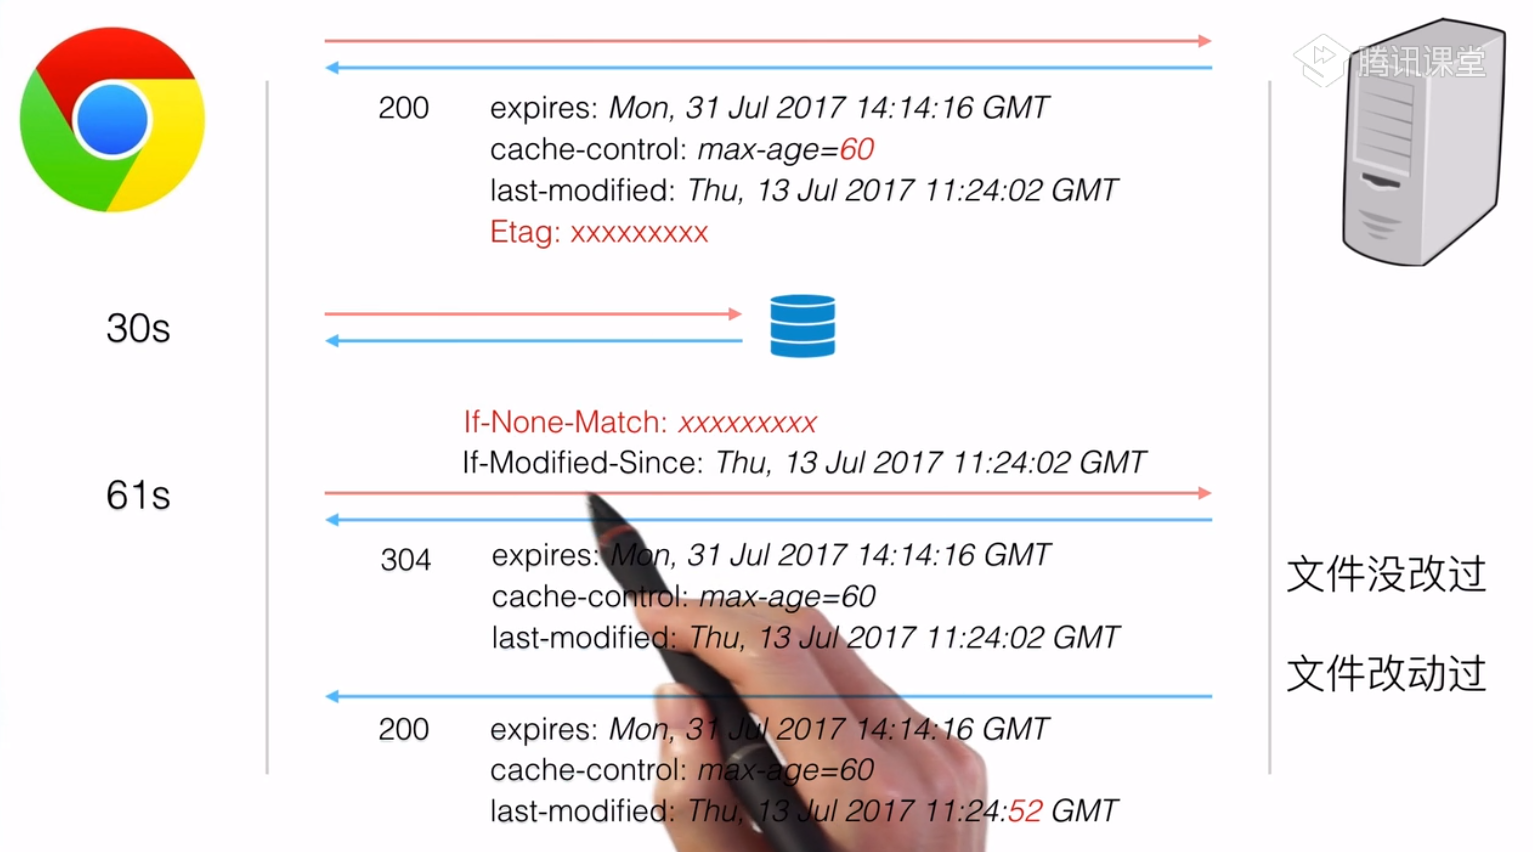 腾讯课堂
200 expires: Mon, 31 Jul 2017 14:14:16 GMT
cache-control: max-age=60
last-modified: Thu, 13 Jul 2017 11:24:02 GMT
Etag: xxxxxxxxx
30s
If-None-Match: xxxxxxxxx
If-Modified-Since: Thu, 13 Jul 2017 11:24:02 GMT
61s
304 expires: Mon, 31 Jul 2017 14:14:16 GMT
文件没改过
cache-control: max-age=60
last-modified: Thu, 13 Jul 2017 11:24:02 GMT
文件改动过
200 expires: Mon, 31 Jul 2017 14:14:16 GMT
cache-control: max-age=60
last-modified: Thu, 13 Jul 2017 11:24:52 GMT